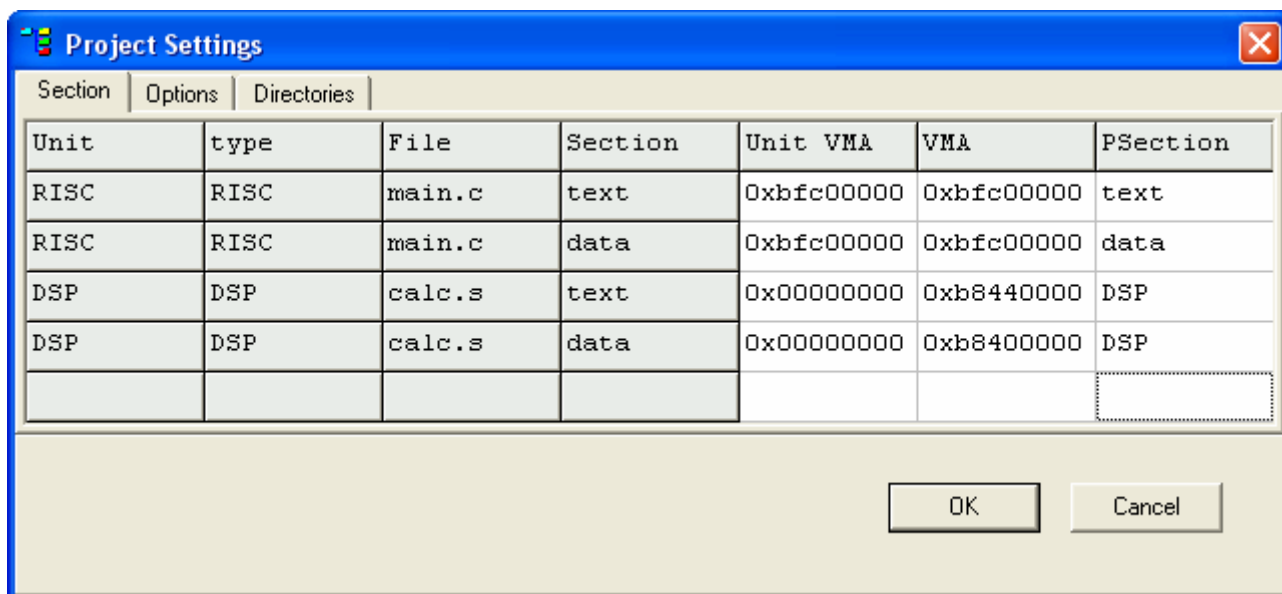 Project Settings
Section Options Directories
Unit type File Section Unit VMA VMA PSection
RISC RISC main.c text 0xbfc00000 0xbfc00000 text
RISC RISC main.c data 0xbfc00000 0xbfc00000 data
DSP DSP calc.s text 0x00000000 0xb8440000 DSP
DSP DSP calc.s data 0x00000000 0xb8400000 DSP
OK Cancel